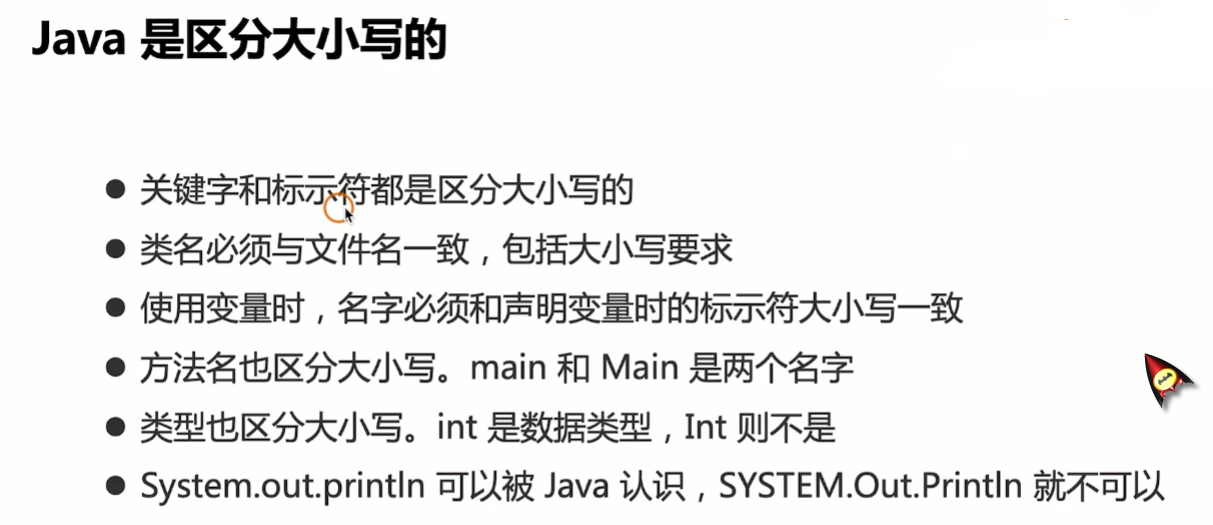 Java 是区分大小写的
● 关键字和标示符都是区分大小写的
● 类名必须与文件名一致，包括大小写要求
● 使用变量时，名字必须和声明变量时的标示符大小写一致
● 方法名也区分大小写。main 和 Main 是两个名字
● 类型也区分大小写。int 是数据类型，Int 则不是
● System.out.println 可以被 Java 认识，SYSTEM.Out.Println 就不可以